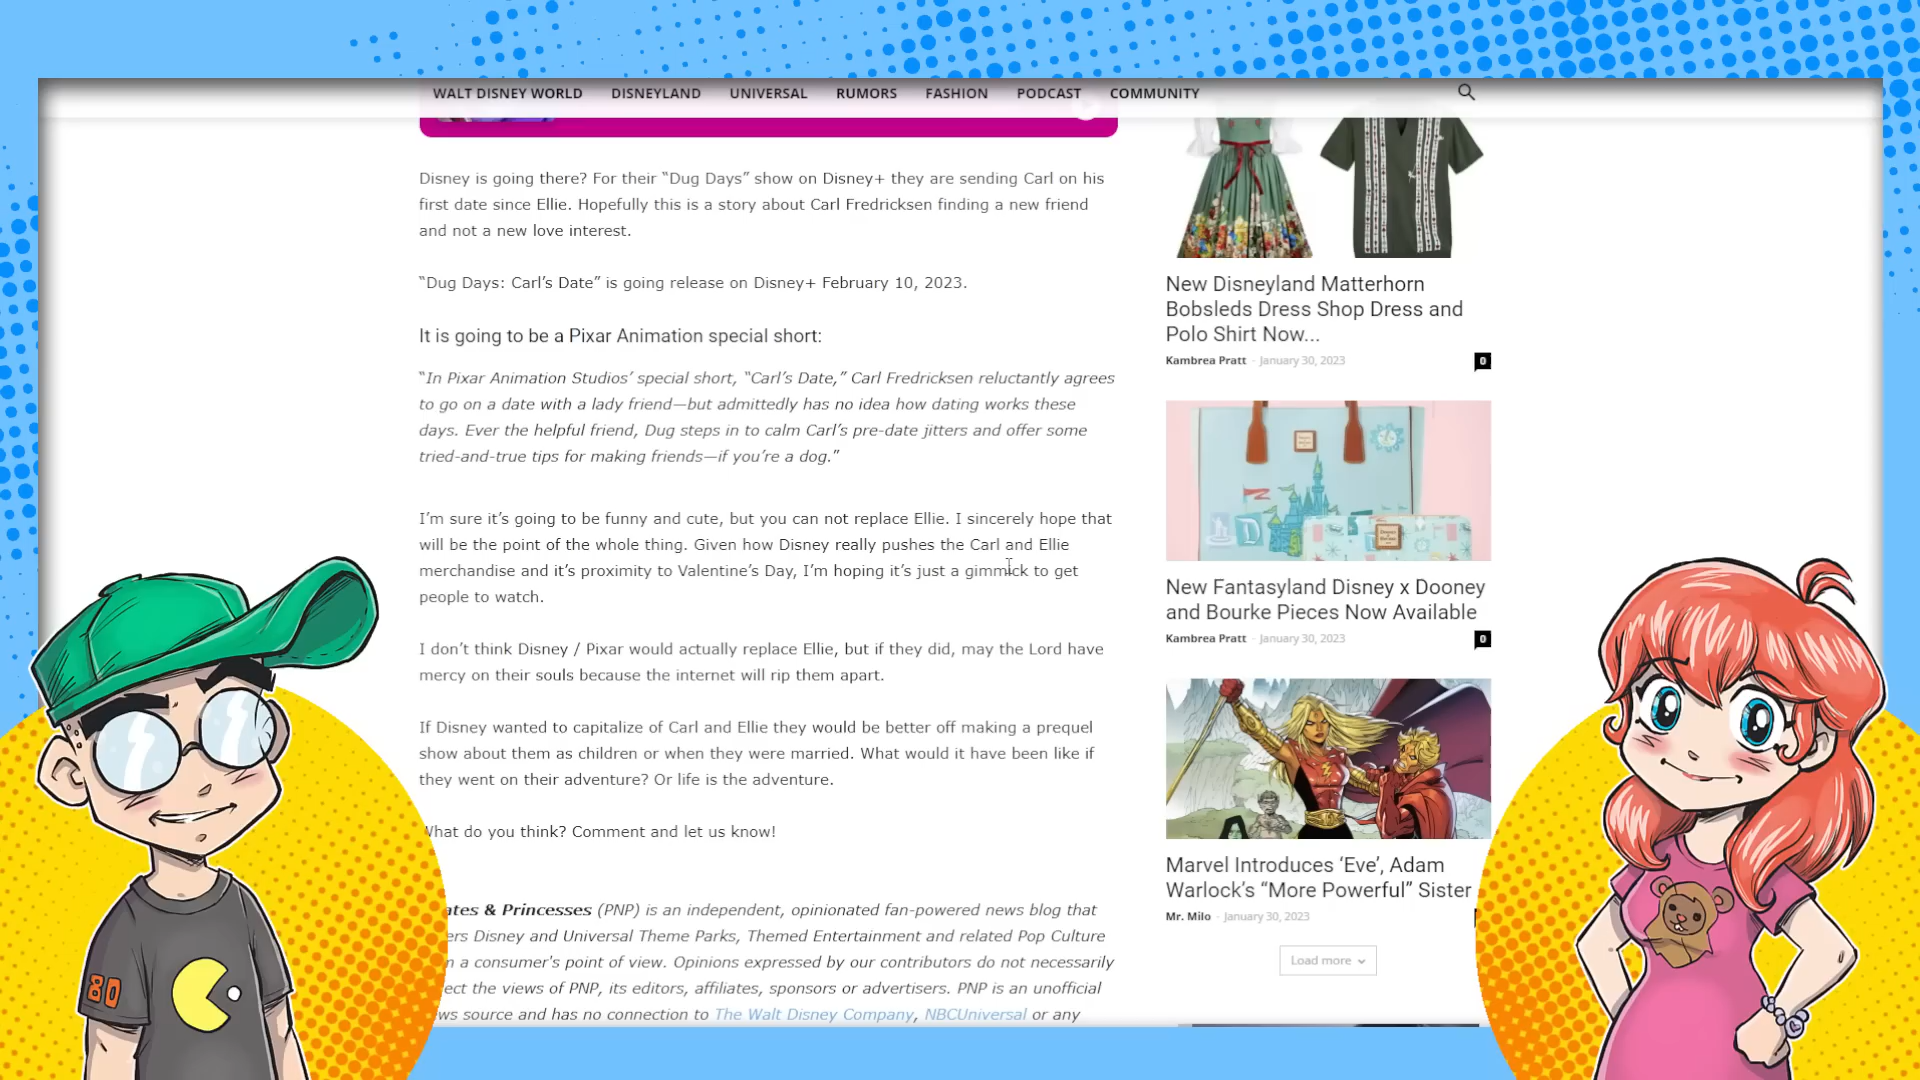 WALT DISNEY WORLD DISNEYLAND UNIVERSAL RUMORS FASHION PODCAST COMMUNITY
Disney is going there? For their “Dug Days” show on Disney+ they are sending Carl on his
first date since Ellie. Hopefully this is a story about Carl Fredricksen finding a new friend
and not a new love interest.
“Dug Days: Carl’s Date” is going release on Disney+ February 10, 2023.
It is going to be a Pixar Animation special short:
“In Pixar Animation Studios’ special short, “Carl’s Date,” Carl Fredricksen reluctantly agrees
to go on a date with a lady friend—but admittedly has no idea how dating works these
days. Ever the helpful friend, Dug steps in to calm Carl’s pre-date jitters and offer some
tried-and-true tips for making friends—if you’re a dog.”
I’m sure it’s going to be funny and cute, but you can not replace Ellie. I sincerely hope that
will be the point of the whole thing. Given how Disney really pushes the Carl and Ellie
merchandise and it’s proximity to Valentine’s Day, I’m hoping it’s just a gimmick to get
people to watch.
I don’t think Disney / Pixar would actually replace Ellie, but if they did, may the Lord have
mercy on their souls because the internet will rip them apart.
If Disney wanted to capitalize of Carl and Ellie they would be better off making a prequel
show about them as children or when they were married. What would it have been like if
they went on their adventure? Or life is the adventure.
What do you think? Comment and let us know!
ates & Princesses (PNP) is an independent, opinionated fan-powered news blog that
ers Disney and Universal Theme Parks, Themed Entertainment and related Pop Culture
a consumer's point of view. Opinions expressed by our contributors do not necessarily
ect the views of PNP, its editors, affiliates, sponsors or advertisers. PNP is an unofficial
ws source and has no connection to The Walt Disney Company, NBCUniversal or any
New Disneyland Matterhorn
Bobsleds Dress Shop Dress and
Polo Shirt Now...
Kambrea Pratt - January 30, 2023 0
New Fantasyland Disney x Dooney
and Bourke Pieces Now Available
Kambrea Pratt - January 30, 2023 0
Marvel Introduces ‘Eve’, Adam
Warlock’s “More Powerful” Sister
Mr. Milo - January 30, 2023
Load more
80